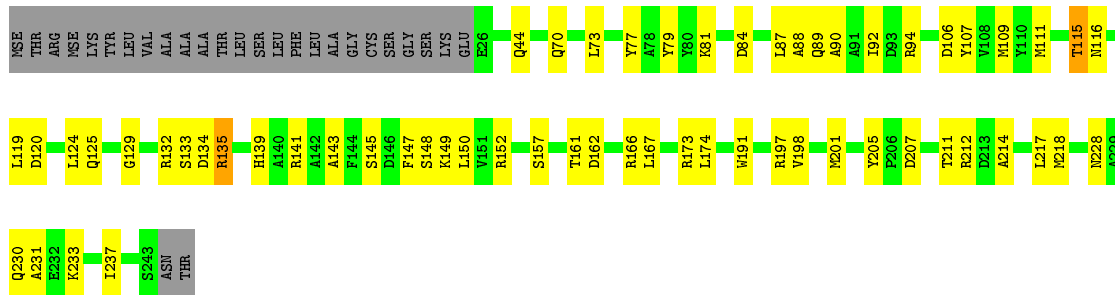 MSE THR ARG MSE LYS TYR LEU VAL ALA ALA ALA THR LEU SER LEU PHE LEU ALA GLY CYS SER GLY SER LYS GLU E26 Q44 Q70 L73 Y77 A78 Y79 Y80 K81 D84 L87 A88 Q89 A90 A91 I92 D93 R94 D106 Y107 V108 M109 Y110 M111 T115 N116
L119 D120 L124 Q125 G129 R132 S133 D134 R135 H139 A140 R141 A142 A143 F144 S145 D146 F147 S148 K149 L150 V151 R152 S157 T161 D162 R166 L167 R173 L174 W191 R197 V198 M201 Y205 P206 D207 T211 R212 D213 A214 L217 M218 N228 A229
Q230 A231 E232 K233 I237 S243 ASN THR